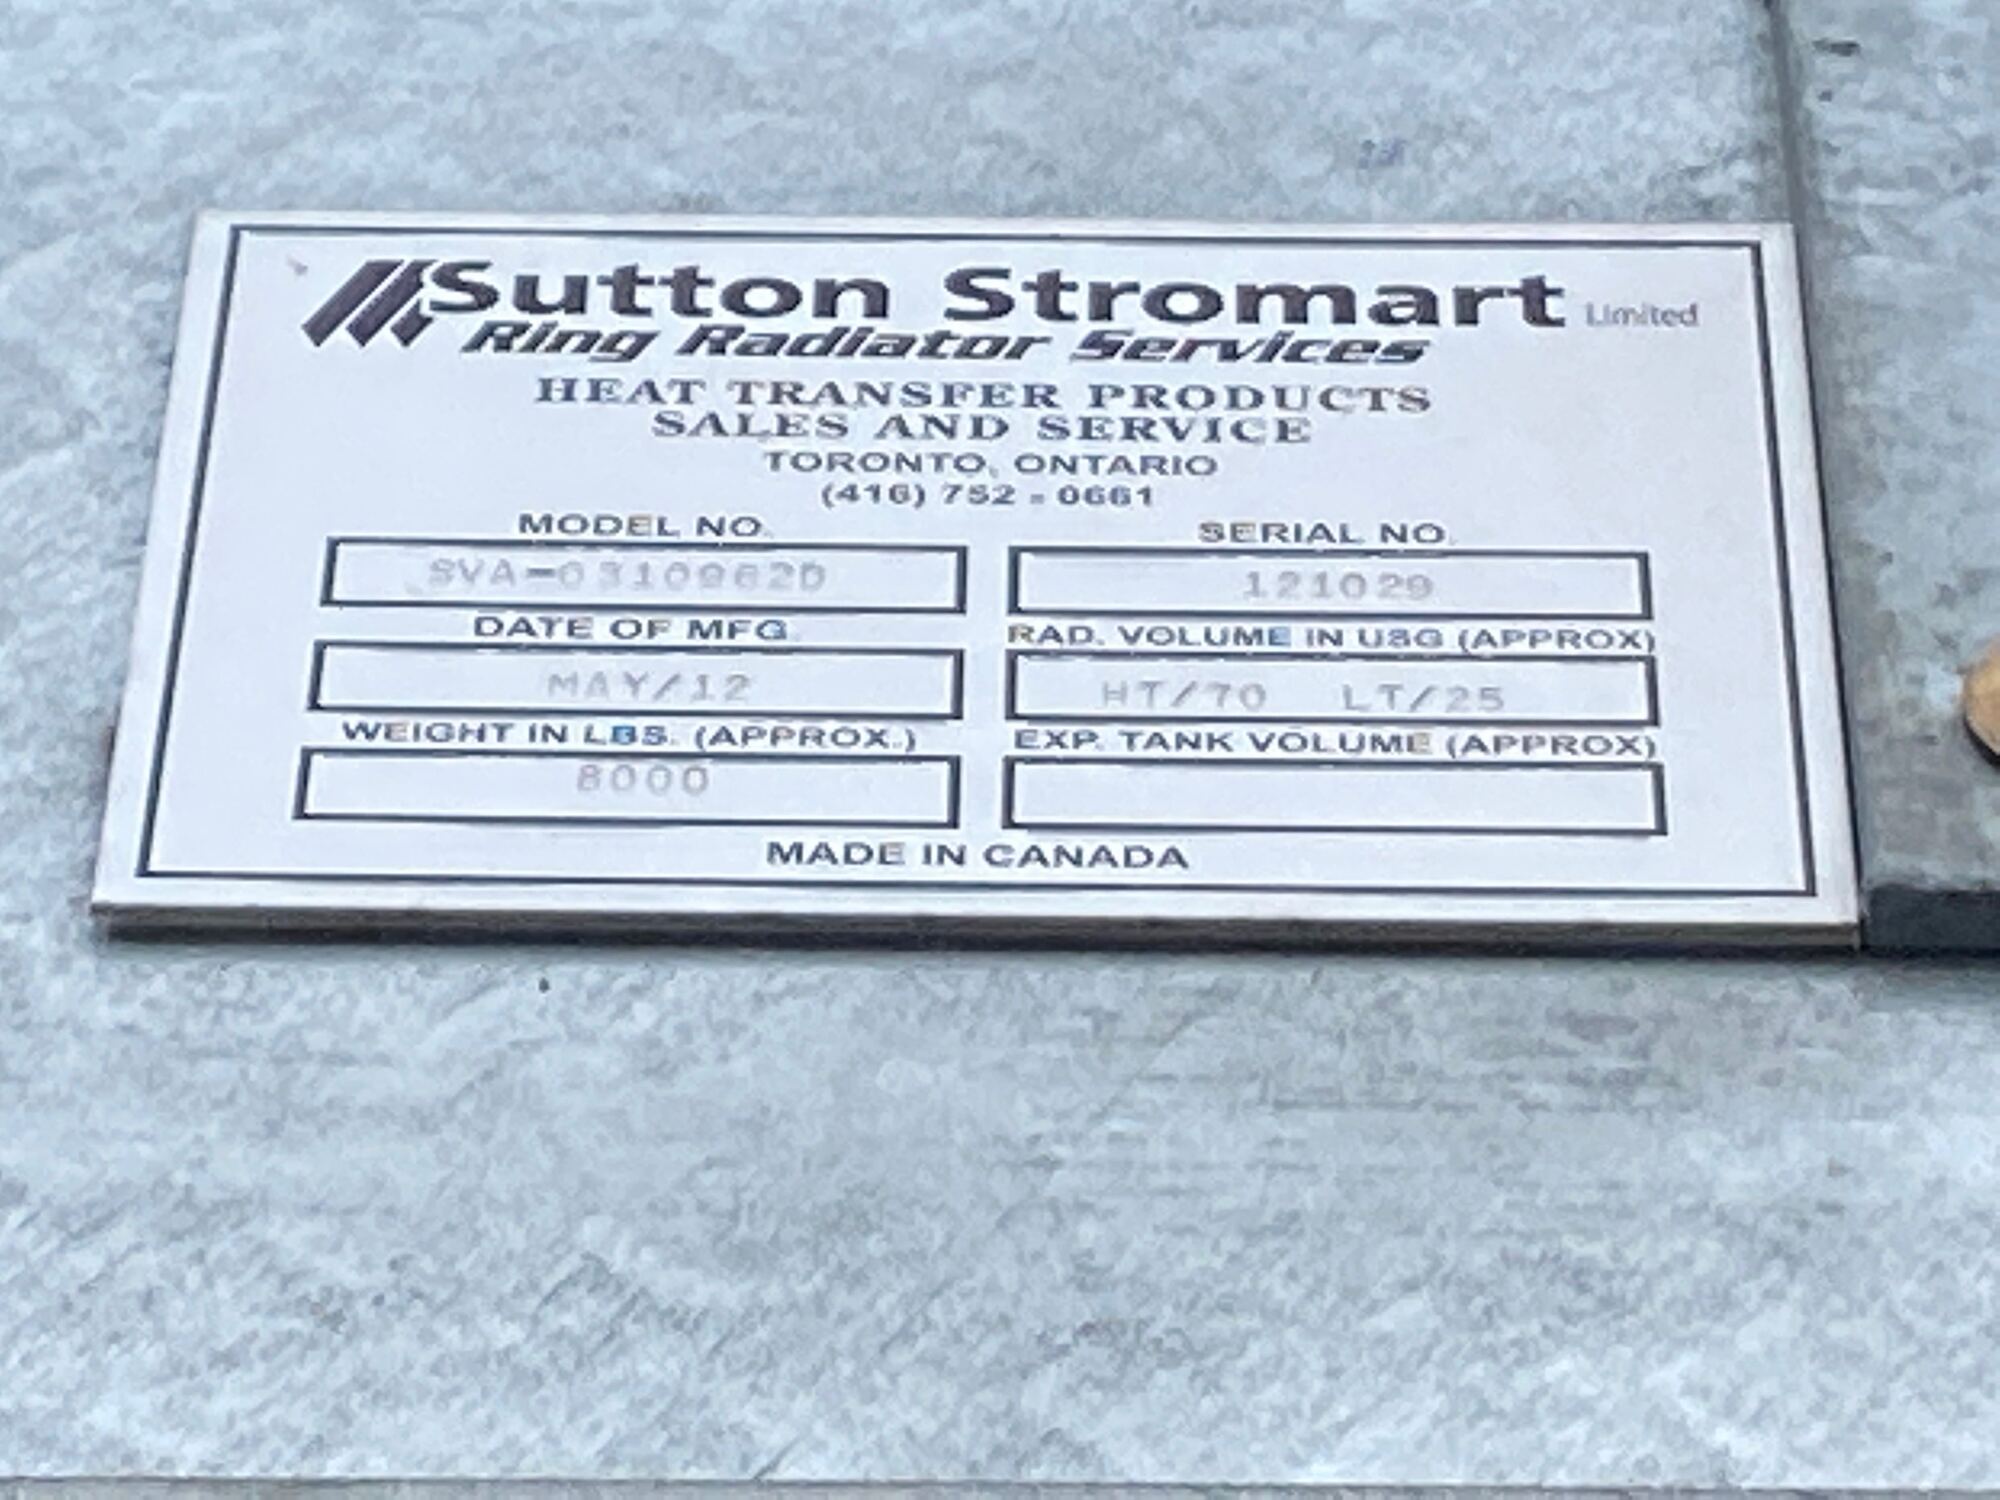 Sutton Stromart Limited
Ring Radiator Services
HEAT TRANSFER PRODUCTS
SALES AND SERVICE
TORONTO, ONTARIO
(416) 752 - 0661
MODEL NO. SERIAL NO.
121029
DATE OF MFG. RAD. VOLUME IN USG (APPROX)
MAY/12 HT/70 LT/25
WEIGHT IN LBS. (APPROX.) EXP. TANK VOLUME (APPROX)
8000
MADE IN CANADA